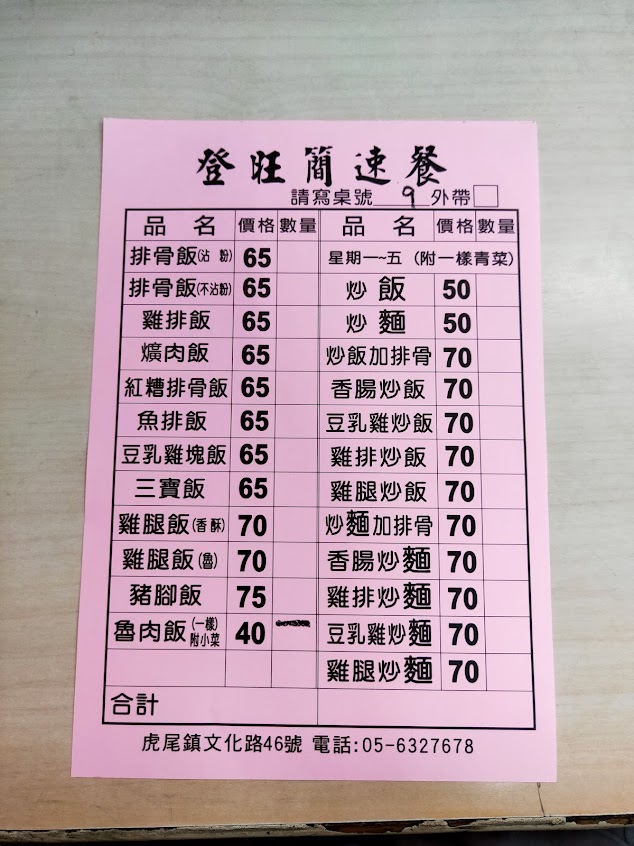 登旺簡速餐
請寫桌號 9 外帶
品名 價格 數量 品名 價格 數量
排骨飯(沾粉) 65 星期一~五 (附一樣青菜)
排骨飯(不沾粉) 65 炒飯 50
雞排飯 65 炒麵 50
爌肉飯 65 炒飯加排骨 70
紅糟排骨飯 65 香腸炒飯 70
魚排飯 65 豆乳雞炒飯 70
豆乳雞塊飯 65 雞排炒飯 70
三寶飯 65 雞腿炒飯 70
雞腿飯(香酥) 70 炒麵加排骨 70
雞腿飯(魯) 70 香腸炒麵 70
豬腳飯 75 雞排炒麵 70
魯肉飯(一樣)附小菜 40 豆乳雞炒麵 70
雞腿炒麵 70
合計
虎尾鎮文化路46號 電話:05-6327678